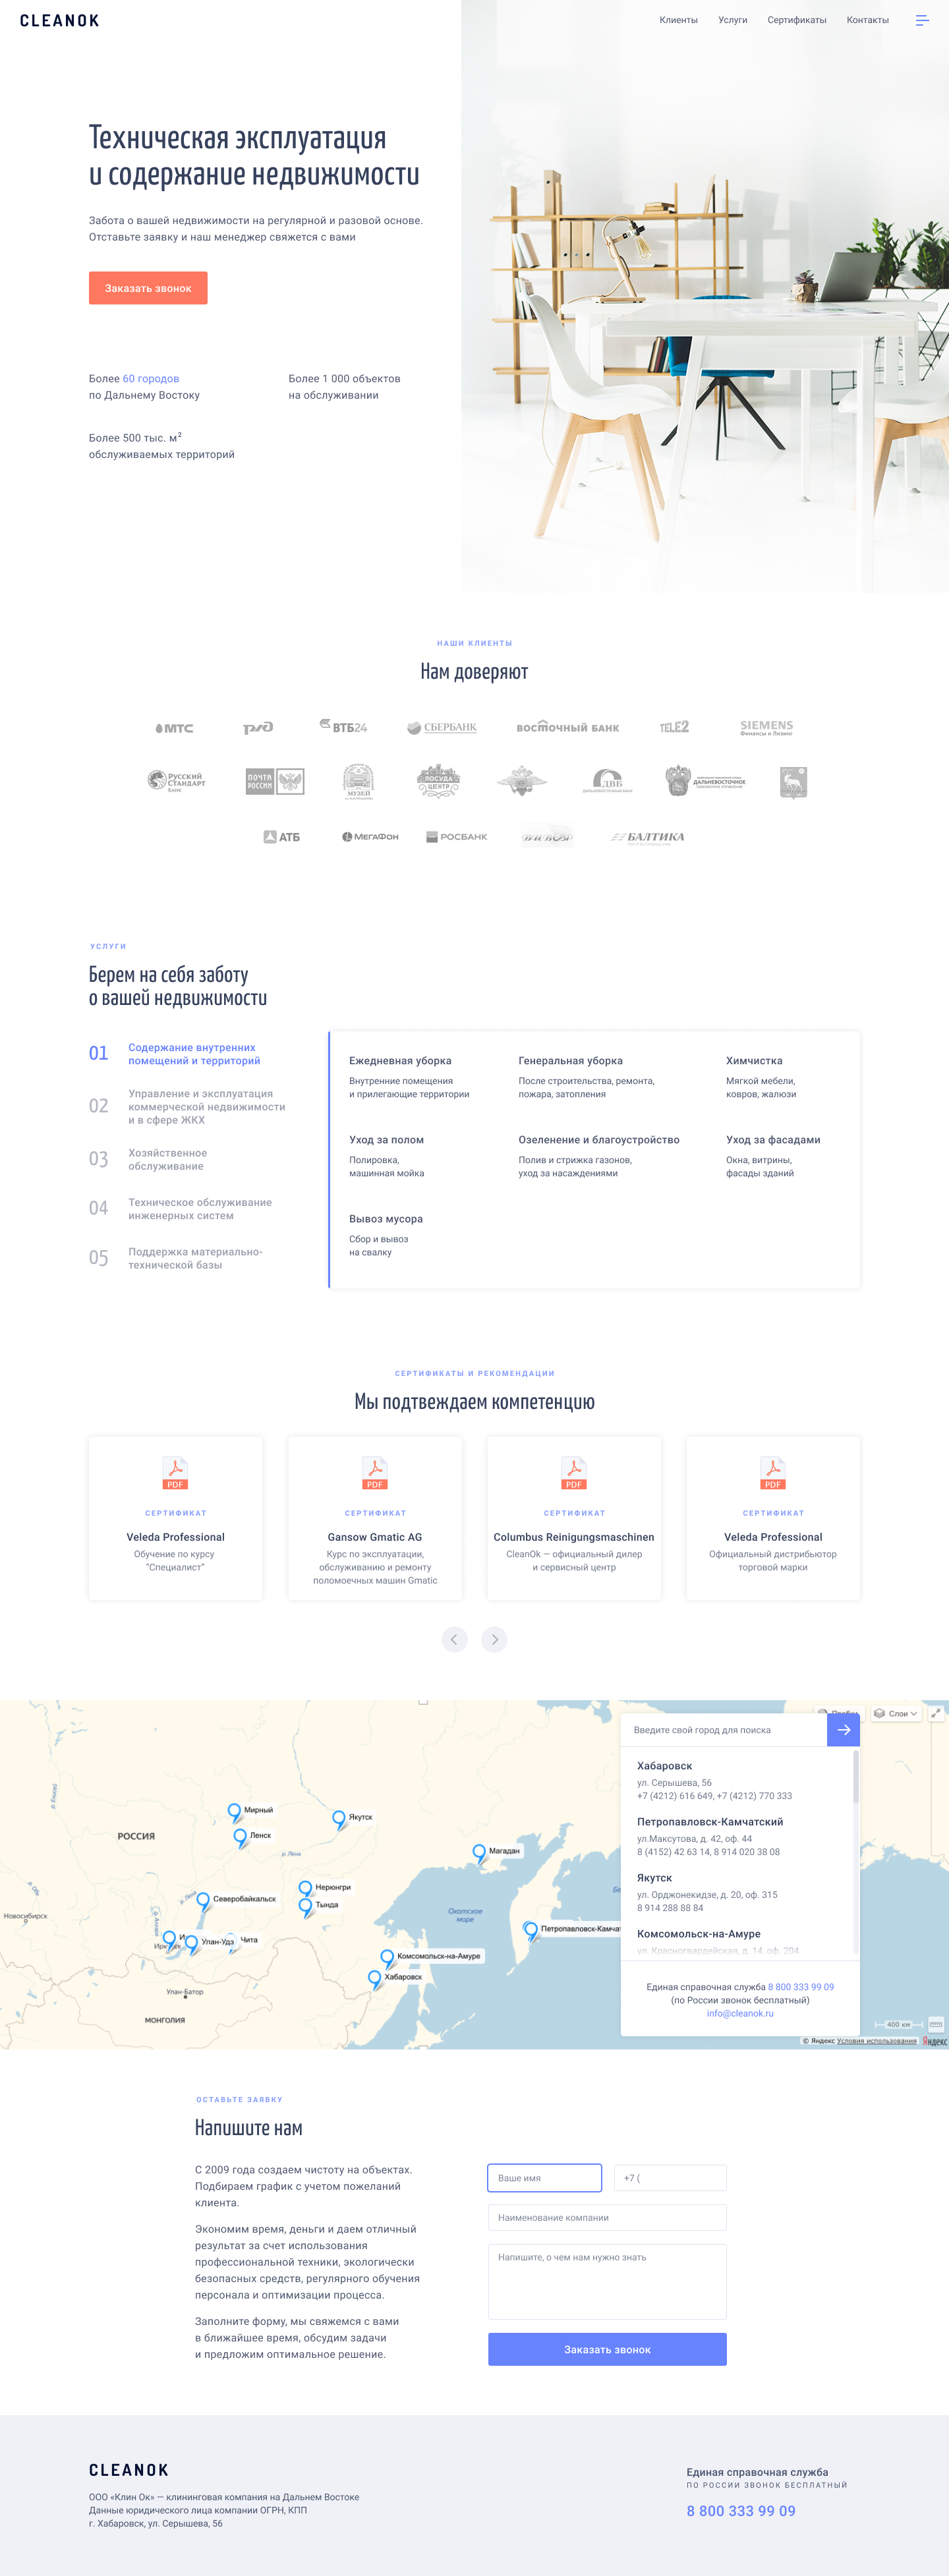 CLEANOK
Клиенты Услуги Сертификаты Контакты
Техническая эксплуатация
и содержание недвижимости
Забота о вашей недвижимости на регулярной и разовой основе.
Отставьте заявку и наш менеджер свяжется с вами
Заказать звонок
Более 60 городов
по Дальнему Востоку
Более 1 000 объектов
на обслуживании
Более 500 тыс. м²
обслуживаемых территорий
НАШИ КЛИЕНТЫ
Нам доверяют
МТС
ржд
ВТБ24
СБЕРБАНК
ВОСТОЧНЫЙ БАНК
TELE2
SIEMENS
Финансы и Лизинг
Русский
Стандарт
Банк
ПОЧТА
РОССИИ
МУЗЕЙ
ПОСУДА
ЦЕНТР
ДВБ
ДАЛЬНЕВОСТОЧНЫЙ БАНК
ДАЛЬНЕВОСТОЧНОЕ
АТБ
МЕГАФОН
РОСБАНК
БАЛТИКА
УСЛУГИ
Берем на себя заботу
о вашей недвижимости
01 Содержание внутренних
помещений и территорий
02 Управление и эксплуатация
коммерческой недвижимости
и в сфере ЖКХ
03 Хозяйственное
обслуживание
04 Техническое обслуживание
инженерных систем
05 Поддержка материально-
технической базы
Ежедневная уборка
Внутренние помещения
и прилегающие территории
Генеральная уборка
После строительства, ремонта,
пожара, затопления
Химчистка
Мягкой мебели,
ковров, жалюзи
Уход за полом
Полировка,
машинная мойка
Озеленение и благоустройство
Полив и стрижка газонов,
уход за насаждениями
Уход за фасадами
Окна, витрины,
фасады зданий
Вывоз мусора
Сбор и вывоз
на свалку
СЕРТИФИКАТЫ И РЕКОМЕНДАЦИИ
Мы подтвеждаем компетенцию
PDF
СЕРТИФИКАТ
Veleda Professional
Обучение по курсу
“Специалист”
PDF
СЕРТИФИКАТ
Gansow Gmatic AG
Курс по эксплуатации,
обслуживанию и ремонту
поломоечных машин Gmatic
PDF
СЕРТИФИКАТ
Columbus Reinigungsmaschinen
CleanOk — официальный дилер
и сервисный центр
PDF
СЕРТИФИКАТ
Veleda Professional
Официальный дистрибьютор
торговой марки
Пробки
Слои
Мирный
Якутск
РОССИЯ
Ленск
р. Лена
Магадан
Нерюнгри
Тында
Северобайкальск
Новосибирск
Охотское
море
Петропавловск-Камчат
Улан-Удэ
Чита
Комсомольск-на-Амуре
Хабаровск
Улан-Батор
МОНГОЛИЯ
Введите свой город для поиска
Хабаровск
ул. Серышева, 56
+7 (4212) 616 649, +7 (4212) 770 333
Петропавловск-Камчатский
ул.Максутова, д. 42, оф. 44
8 (4152) 42 63 14, 8 914 020 38 08
Якутск
ул. Орджонекидзе, д. 20, оф. 315
8 914 288 88 84
Комсомольск-на-Амуре
ул. Красногвардейская, д. 14, оф. 204.
Единая справочная служба 8 800 333 99 09
(по России звонок бесплатный)
info@cleanok.ru
400 км
© Яндекс Условия использования Яндекс
ОСТАВЬТЕ ЗАЯВКУ
Напишите нам
С 2009 года создаем чистоту на объектах.
Подбираем график с учетом пожеланий
клиента.
Экономим время, деньги и даем отличный
результат за счет использования
профессиональной техники, экологически
безопасных средств, регулярного обучения
персонала и оптимизации процесса.
Заполните форму, мы свяжемся с вами
в ближайшее время, обсудим задачи
и предложим оптимальное решение.
Ваше имя
+7 (
Наименование компании
Напишите, о чем нам нужно знать
Заказать звонок
CLEANOK
ООО «Клин Ок» — клининговая компания на Дальнем Востоке
Данные юридического лица компании ОГРН, КПП
г. Хабаровск, ул. Серышева, 56
Единая справочная служба
ПО РОССИИ ЗВОНОК БЕСПЛАТНЫЙ
8 800 333 99 09